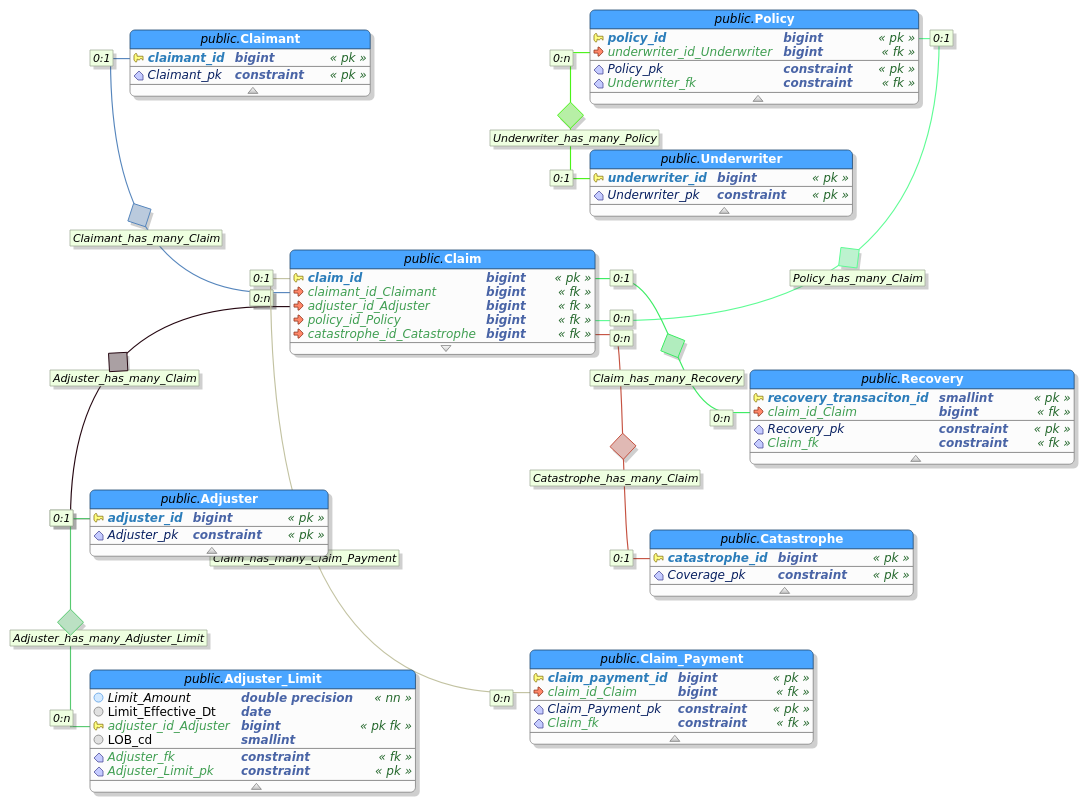 public.Claimant
claimant_id bigint « pk »
Claimant_pk constraint « pk »
0:1
public.Policy
policy_id bigint « pk »
underwriter_id_Underwriter bigint « fk »
Policy_pk constraint « pk »
Underwriter_fk constraint « fk »
0:1
0:n
Underwriter_has_many_Policy
public.Underwriter
underwriter_id bigint « pk »
Underwriter_pk constraint « pk »
0:1
Claimant_has_many_Claim
Policy_has_many_Claim
public.Claim
claim_id bigint « pk »
claimant_id_Claimant bigint « fk »
adjuster_id_Adjuster bigint « fk »
policy_id_Policy bigint « fk »
catastrophe_id_Catastrophe bigint « fk »
0:1
0:n
0:1
0:n
0:n
Adjuster_has_many_Claim
Claim_has_many_Recovery
public.Recovery
recovery_transaciton_id smallint « pk »
claim_id_Claim bigint « fk »
Recovery_pk constraint « pk »
Claim_fk constraint « fk »
0:n
Catastrophe_has_many_Claim
public.Adjuster
adjuster_id bigint « pk »
Adjuster_pk constraint « pk »
0:1
Claim_has_many_Claim_Payment
public.Catastrophe
catastrophe_id bigint « pk »
Coverage_pk constraint « pk »
0:1
Adjuster_has_many_Adjuster_Limit
public.Adjuster_Limit
Limit_Amount double precision « nn »
Limit_Effective_Dt date
adjuster_id_Adjuster bigint « pk fk »
LOB_cd smallint
Adjuster_fk constraint « fk »
Adjuster_Limit_pk constraint « pk »
0:n
public.Claim_Payment
claim_payment_id bigint « pk »
claim_id_Claim bigint « fk »
Claim_Payment_pk constraint « pk »
Claim_fk constraint « fk »
0:n